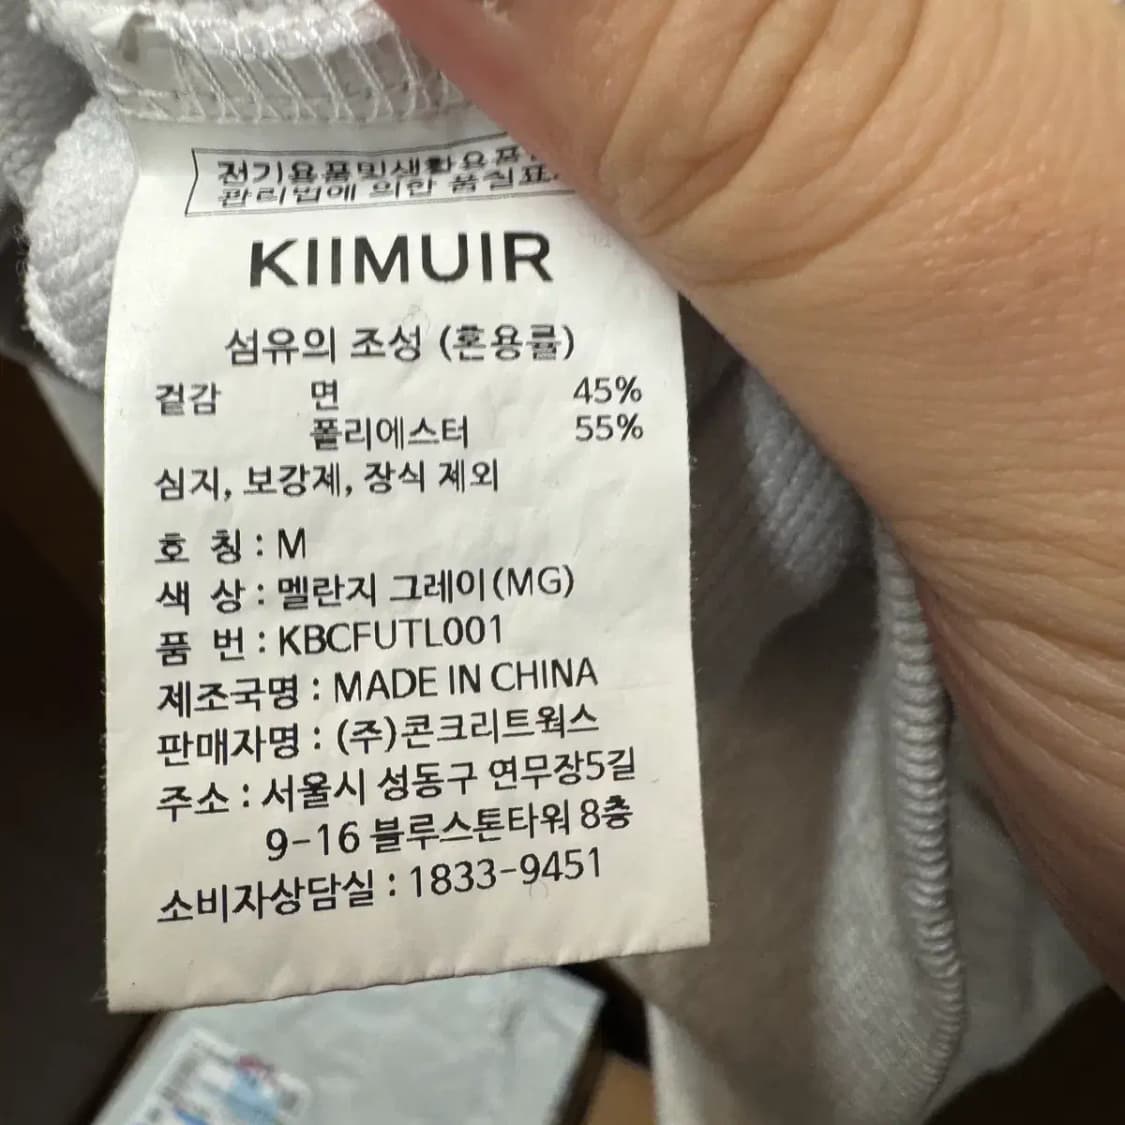 전기용품및생활용품
관리법에 의한 품질표
KIIMUIR
섬유의 조성 (혼용률)
겉감 면 45%
폴리에스터 55%
심지, 보강제, 장식 제외
호 칭 : M
색 상 : 멜란지 그레이(MG)
품 번 : KBCFUTL001
제조국명 : MADE IN CHINA
판매자명 : (주)콘크리트웍스
주소 : 서울시 성동구 연무장5길
9-16 블루스톤타워 8층
소비자상담실 : 1833-9451